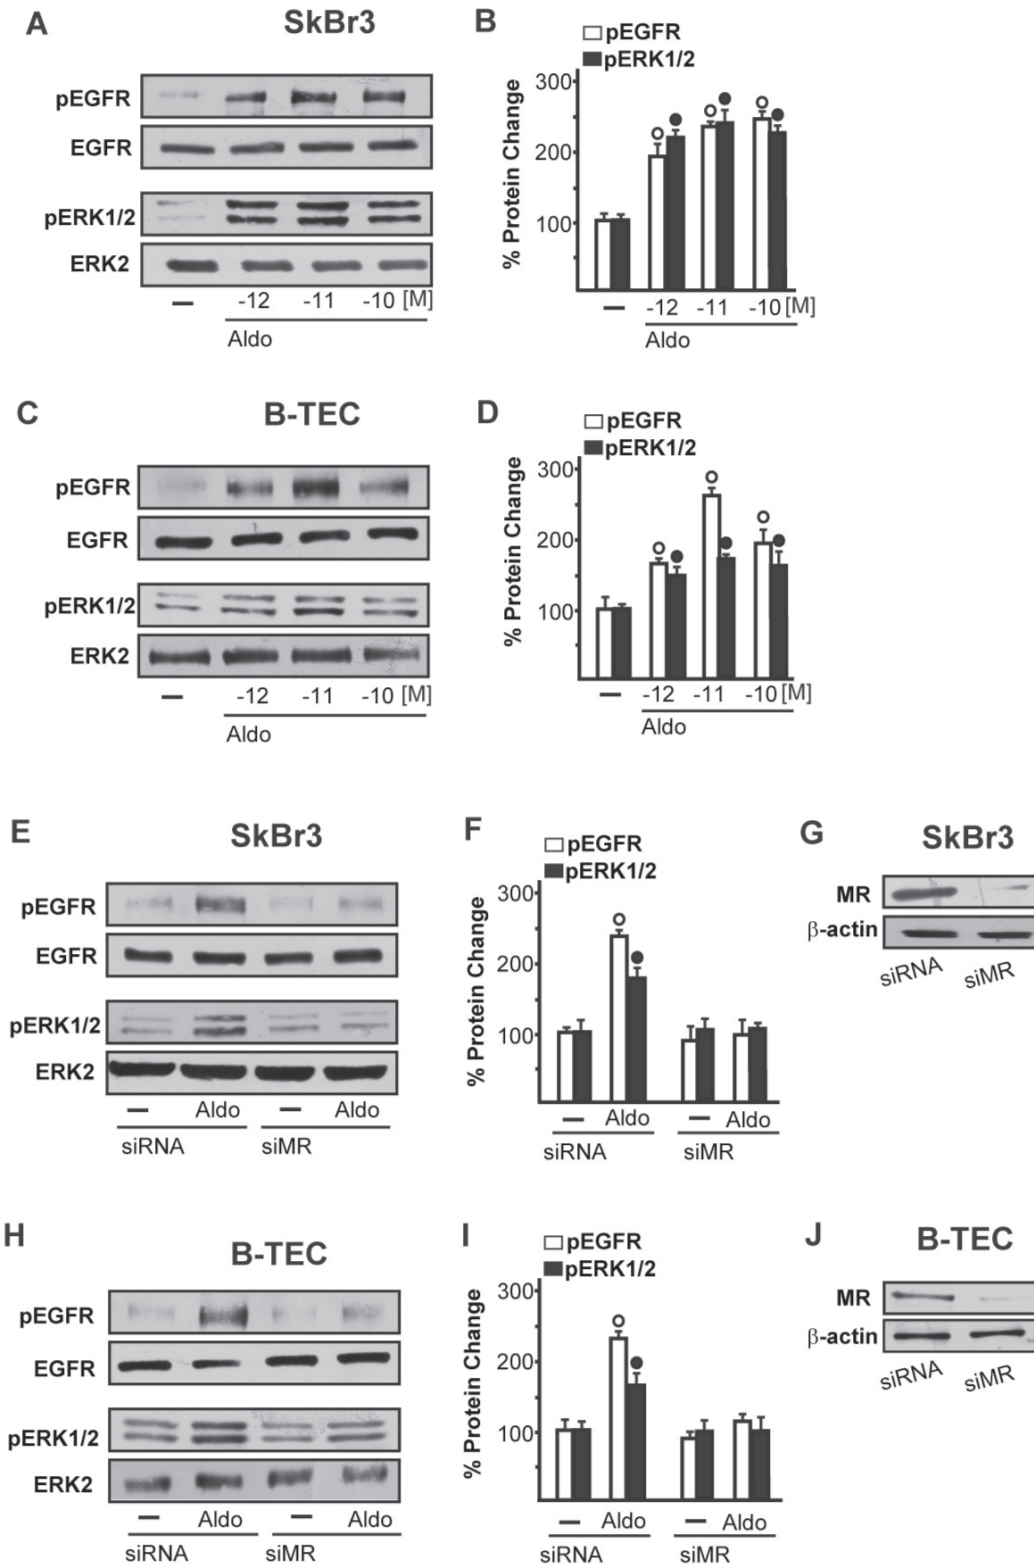 A
SkBr3
pEGFR
EGFR
pERK1/2
ERK2
– -12 -11 -10 [M]
Aldo
B
pEGFR
pERK1/2
% Protein Change
300
200
100
– -12 -11 -10 [M]
Aldo
C
B-TEC
pEGFR
EGFR
pERK1/2
ERK2
– -12 -11 -10 [M]
Aldo
D
pEGFR
pERK1/2
% Protein Change
300
200
100
– -12 -11 -10 [M]
Aldo
E
SkBr3
pEGFR
EGFR
pERK1/2
ERK2
– Aldo – Aldo
siRNA siMR
F
pEGFR
pERK1/2
% Protein Change
300
200
100
– Aldo – Aldo
siRNA siMR
G
SkBr3
MR
β-actin
siRNA siMR
H
B-TEC
pEGFR
EGFR
pERK1/2
ERK2
– Aldo – Aldo
siRNA siMR
I
pEGFR
pERK1/2
% Protein Change
300
200
100
– Aldo – Aldo
siRNA siMR
J
B-TEC
MR
β-actin
siRNA siMR